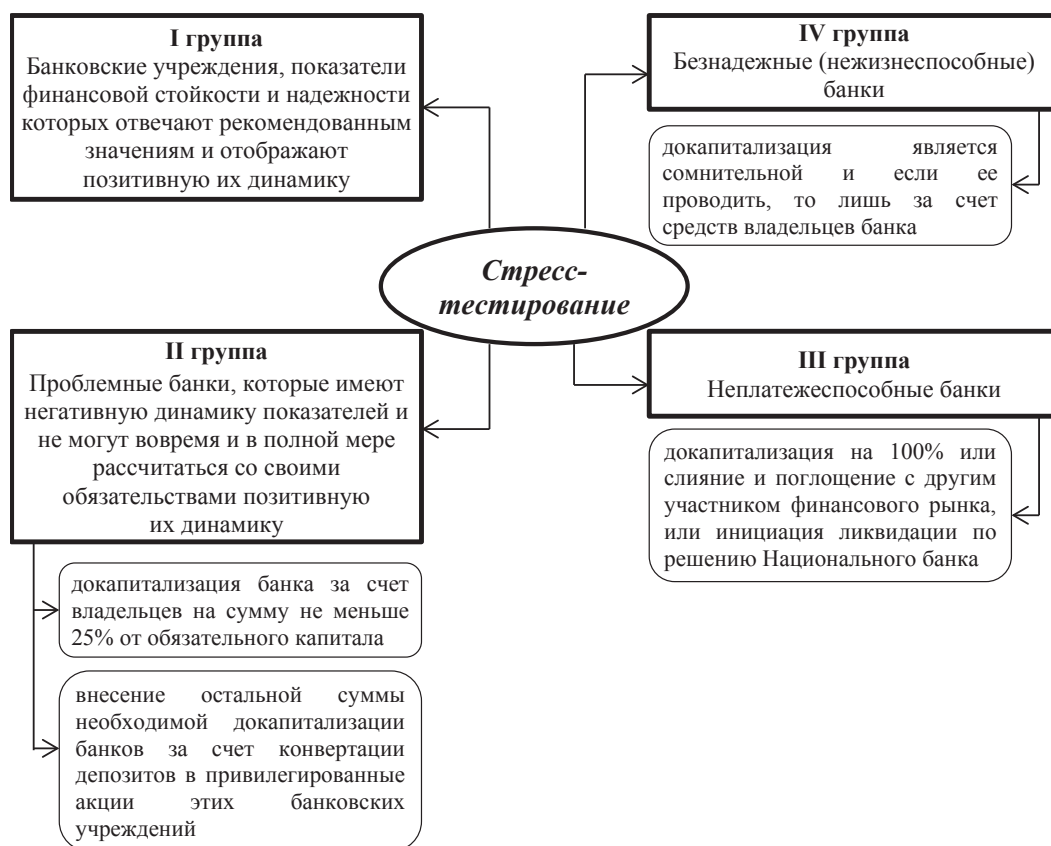 I группа
Банковские учреждения, показатели
финансовой стойкости и надежности
которых отвечают рекомендованным
значениям и отображают
позитивную их динамику
IV группа
Безнадежные (нежизнеспособные)
банки
докапитализация является
сомнительной и если ее
проводить, то лишь за счет
средств владельцев банка
Стресс-
тестирование
II группа
Проблемные банки, которые имеют
негативную динамику показателей и
не могут вовремя и в полной мере
рассчитаться со своими
обязательствами позитивную
их динамику
III группа
Неплатежеспособные банки
докапитализация на 100% или
слияние и поглощение с другим
участником финансового рынка,
или инициация ликвидации по
решению Национального банка
докапитализация банка за счет
владельцев на сумму не меньше
25% от обязательного капитала
внесение остальной суммы
необходимой докапитализации
банков за счет конвертации
депозитов в привилегированные
акции этих банковских
учреждений